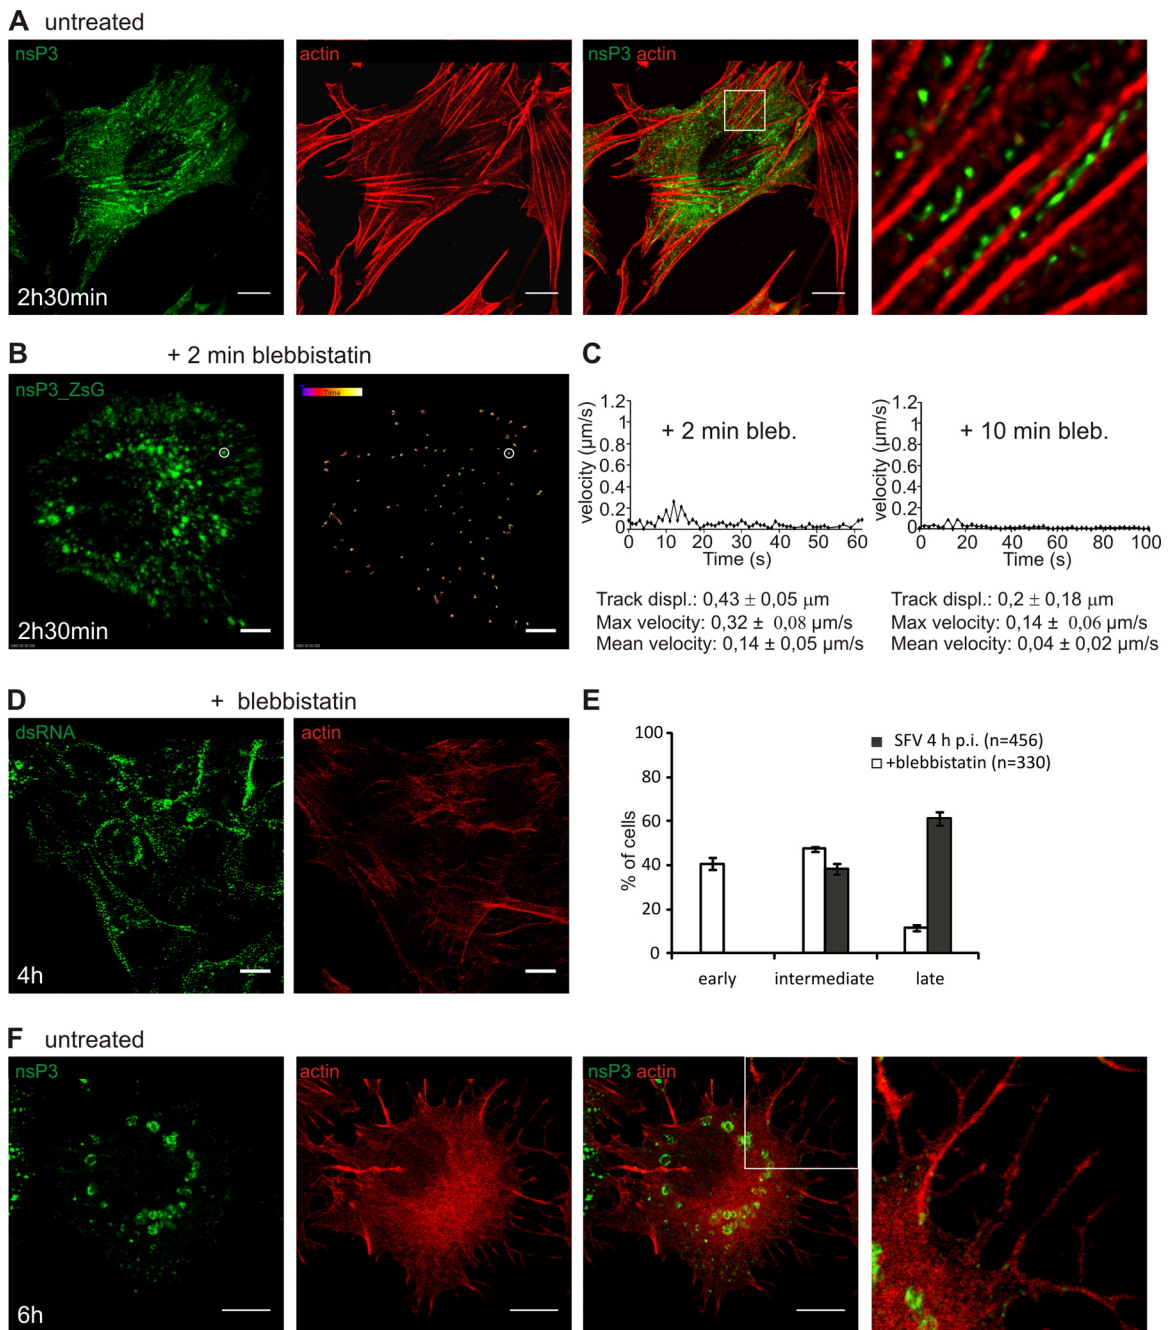 A untreated
nsP3
actin
nsP3 actin
2h30min
B + 2 min blebbistatin
nsP3_ZsG
Time
2h30min
C
velocity (μm/s)
1.2
1
0.8
0.6
0.4
0.2
0
+ 2 min bleb.
0 10 20 30 40 50 60
Time (s)
Track displ.: 0,43 ± 0,05 μm
Max velocity: 0,32 ± 0,08 μm/s
Mean velocity: 0,14 ± 0,05 μm/s
velocity (μm/s)
1.2
1
0.8
0.6
0.4
0.2
0
+ 10 min bleb.
0 20 40 60 80 100
Time (s)
Track displ.: 0,2 ± 0,18 μm
Max velocity: 0,14 ± 0,06 μm/s
Mean velocity: 0,04 ± 0,02 μm/s
D + blebbistatin
dsRNA
actin
4h
E
% of cells
100
80
60
40
20
0
SFV 4 h p.i. (n=456)
+blebbistatin (n=330)
early intermediate late
F untreated
nsP3
actin
nsP3 actin
6h